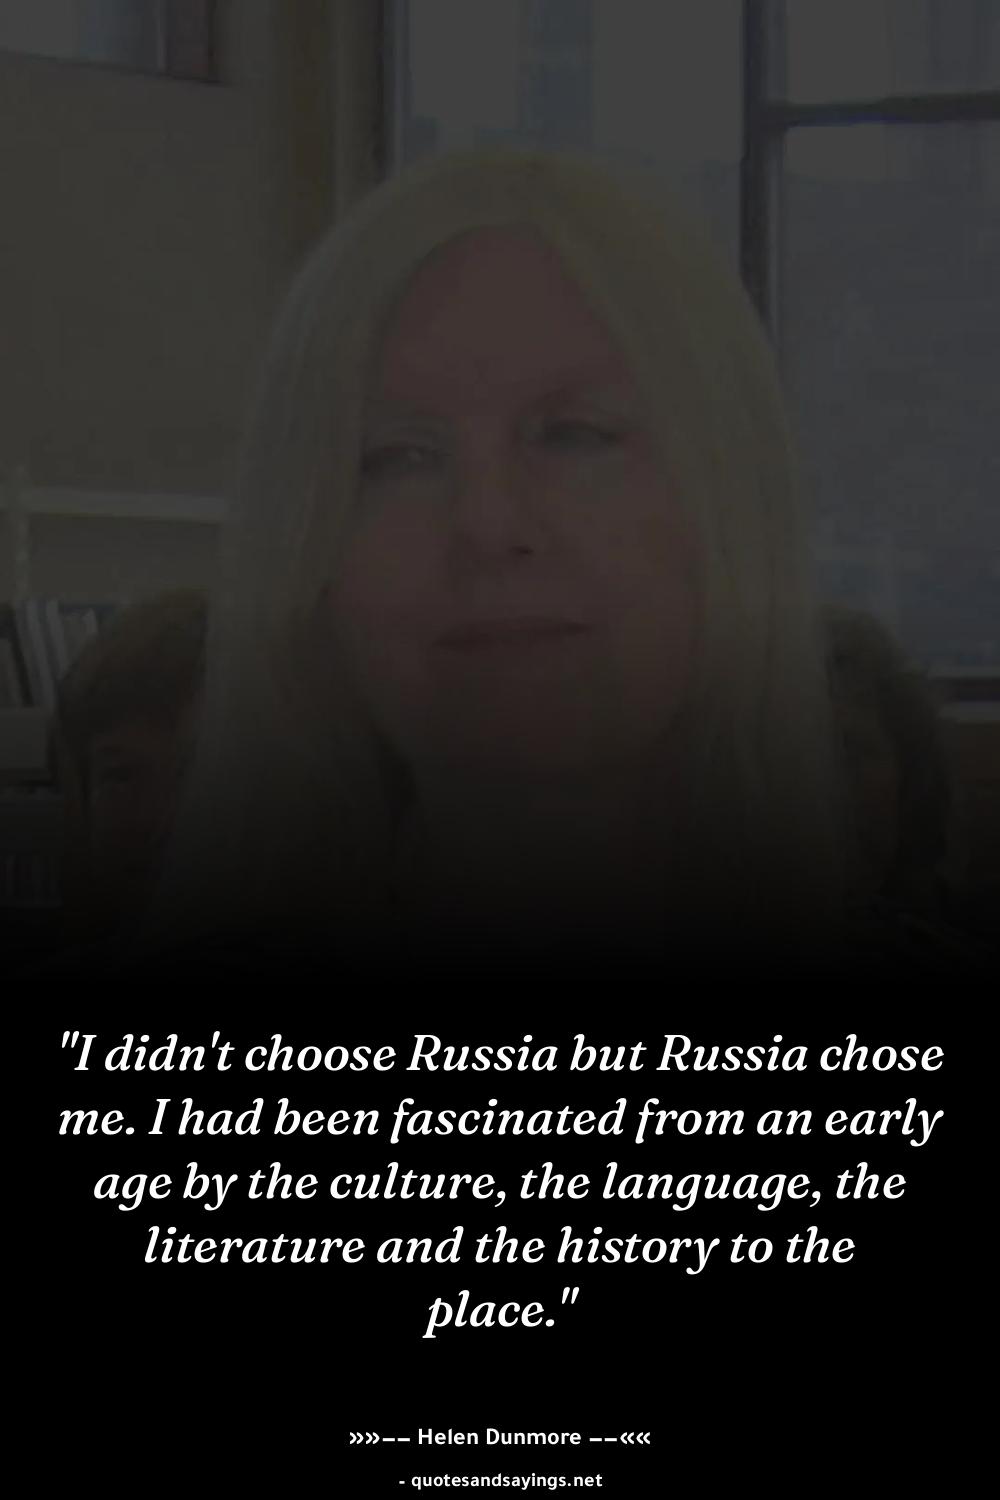 "I didn't choose Russia but Russia chose
me. I had been fascinated from an early
age by the culture, the language, the
literature and the history to the
place."
»»−− Helen Dunmore −−««
- quotesandsayings.net